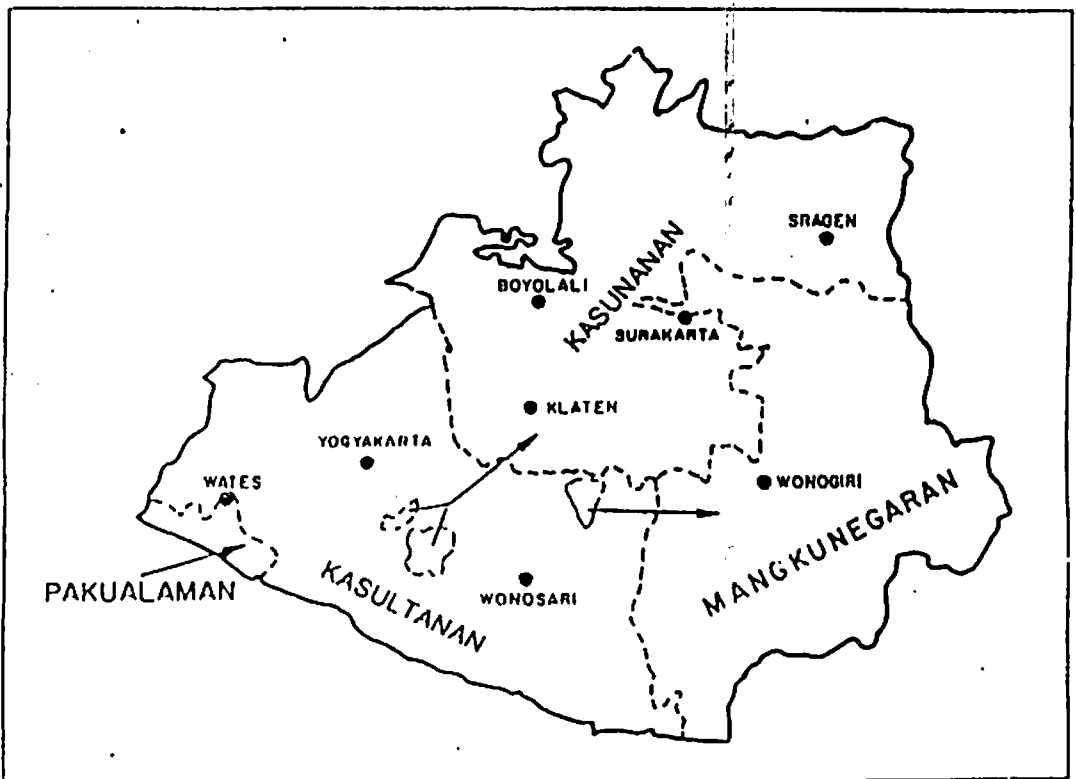 SRAGEN
KASUNANAN
BOYOLALI
SURAKARTA
KLATEN
YOGYAKARTA
WATES
WONOGIRI
MANGKUNEGARAN
PAKUALAMAN
KASULTANAN
WONOSARI